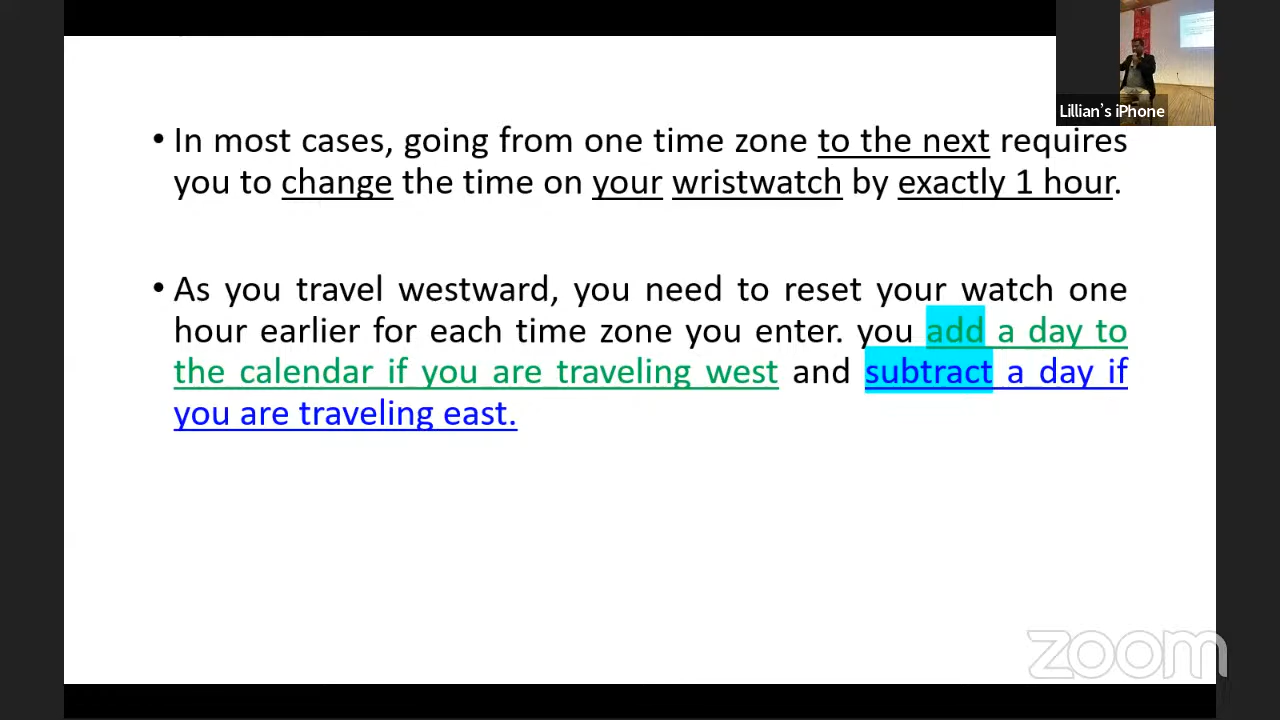 Lillian's iPhone
• In most cases, going from one time zone to the next requires
you to change the time on your wristwatch by exactly 1 hour.
• As you travel westward, you need to reset your watch one
hour earlier for each time zone you enter. you add a day to
the calendar if you are traveling west and subtract a day if
you are traveling east.
zoom